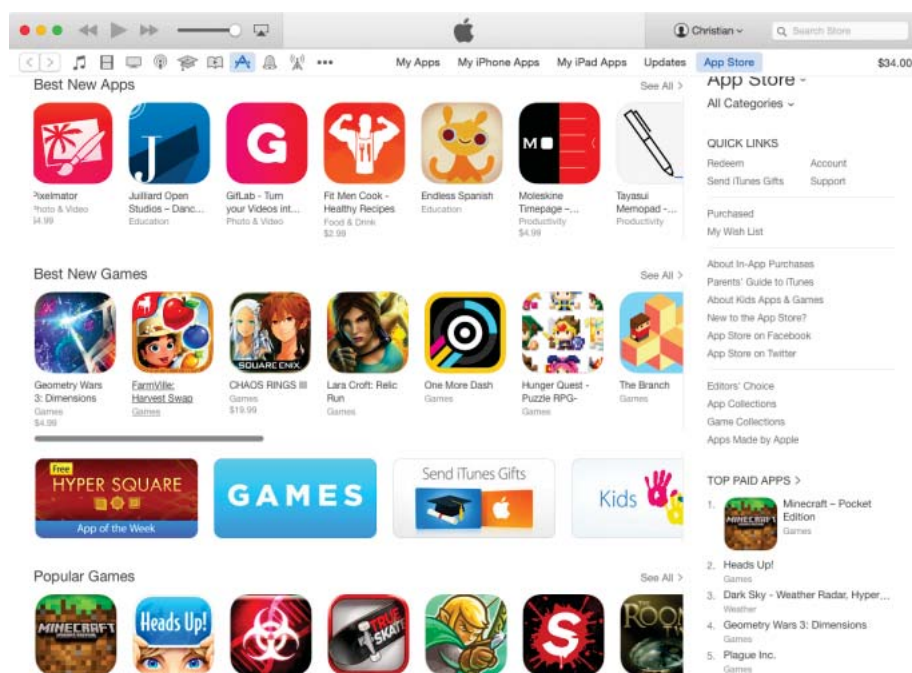 Christian
Search Store
My Apps My iPhone Apps My iPad Apps Updates App Store $34.00
Best New Apps
See All >
Pixelmator
Photo & Video
$4.99
Juilliard Open
Studios – Danc...
Education
G
GifLab - Turn
your Videos int...
Photo & Video
Fit Men Cook -
Healthy Recipes
Food & Drink
$2.99
Endless Spanish
Education
M
Moleskine
Timepage –...
Productivity
$4.99
Tayasui
Memopad -...
Productivity
Best New Games
See All >
Geometry Wars
3: Dimensions
Games
$4.99
FarmVille:
Harvest Swap
Games
SQUARE ENIX
CHAOS RINGS III
Games
$19.99
Lara Croft: Relic
Run
Games
One More Dash
Games
Hunger Quest -
Puzzle RPG-
Games
The Branch
Games
Free
HYPER SQUARE
App of the Week
GAMES
Send iTunes Gifts
Kids
Popular Games
See All >
MINECRAFT
Heads Up!
TRUE
SKATE
S
THE
ROOM
TWO
App Store
All Categories
QUICK LINKS
Redeem Account
Send iTunes Gifts Support
Purchased
My Wish List
About In-App Purchases
Parents' Guide to iTunes
About Kids Apps & Games
New to the App Store?
App Store on Facebook
App Store on Twitter
Editors' Choice
App Collections
Game Collections
Apps Made by Apple
TOP PAID APPS >
1. Minecraft – Pocket
Edition
Games
MINECRAFT
2. Heads Up!
Games
3. Dark Sky - Weather Radar, Hyper...
Weather
4. Geometry Wars 3: Dimensions
Games
5. Plague Inc.
Games